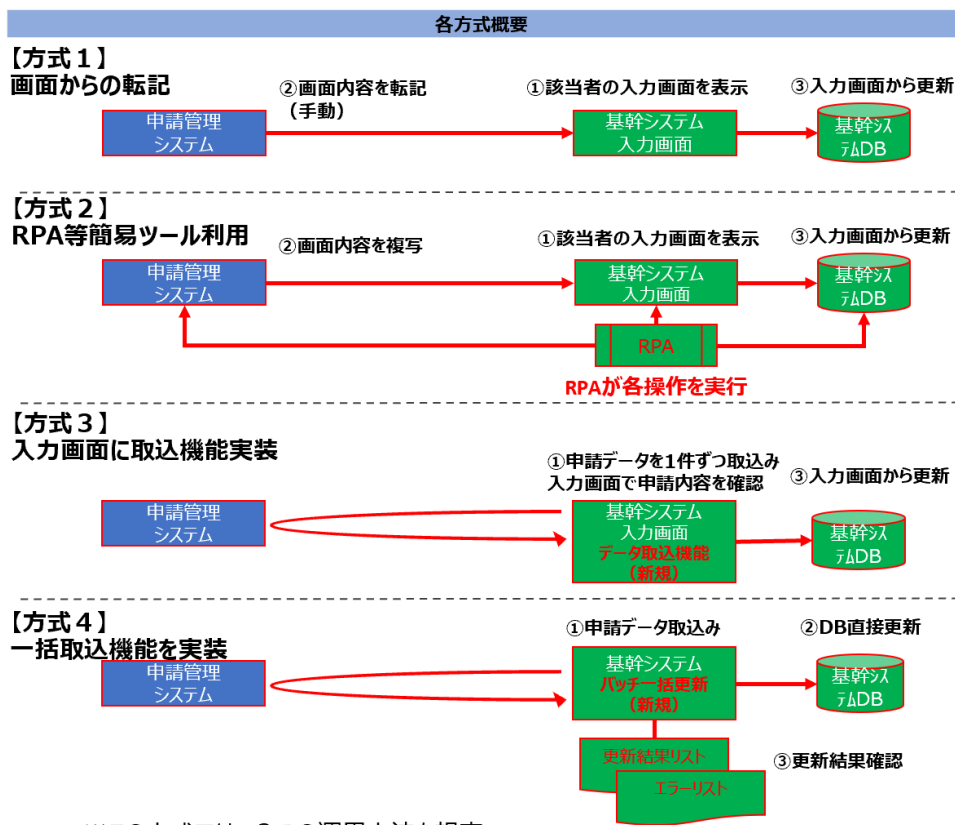 各方式概要
【方式１】
画面からの転記
②画面内容を転記
（手動）
①該当者の入力画面を表示
③入力画面から更新
申請管理
システム
基幹システム
入力画面
基幹ｼｽ
ﾃﾑDB
【方式２】
RPA等簡易ツール利用
②画面内容を複写
①該当者の入力画面を表示
③入力画面から更新
申請管理
システム
基幹システム
入力画面
基幹ｼｽ
ﾃﾑDB
RPA
RPAが各操作を実行
【方式３】
入力画面に取込機能実装
①申請データを1件ずつ取込み
入力画面で申請内容を確認
③入力画面から更新
申請管理
システム
基幹システム
入力画面
データ取込機能
（新規）
基幹ｼｽ
ﾃﾑDB
【方式４】
一括取込機能を実装
①申請データ取込み
②DB直接更新
申請管理
システム
基幹システム
バッチ一括更新
（新規）
基幹ｼｽ
ﾃﾑDB
更新結果リスト
エラーリスト
③更新結果確認